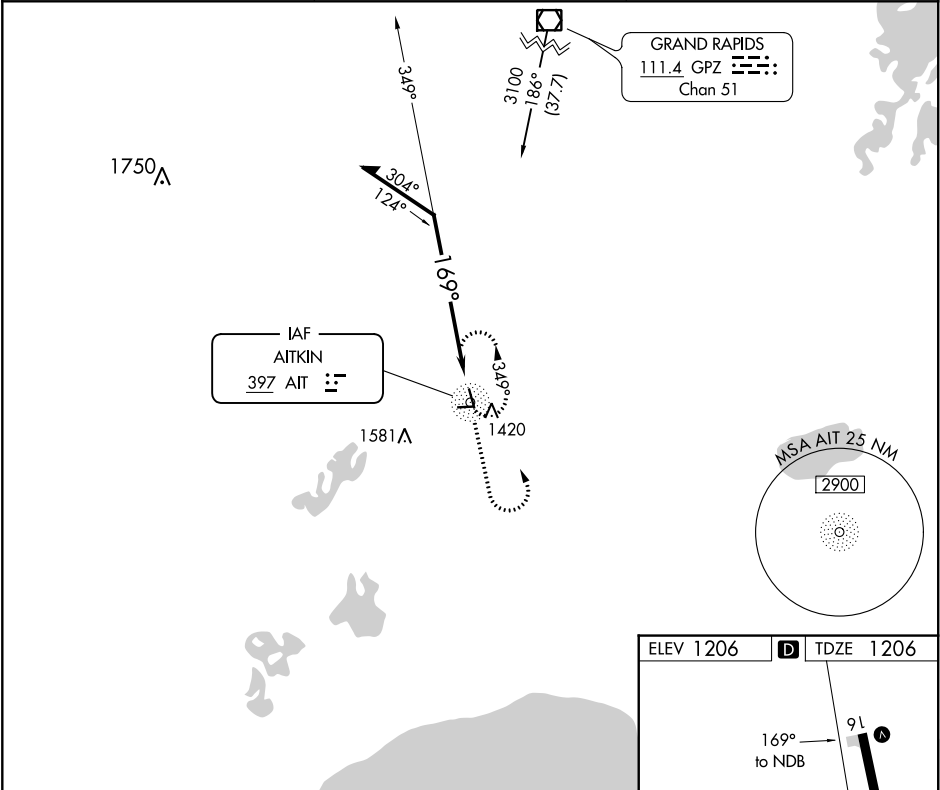 GRAND RAPIDS
111.4 GPZ
Chan 51
3100
186°
(37.7)
349°
1750
304°
124°
169°
IAF
AITKIN
397 AIT
349°
1420
1581
MSA AIT 25 NM
2900
ELEV 1206 D TDZE 1206
16
V
169°
to NDB